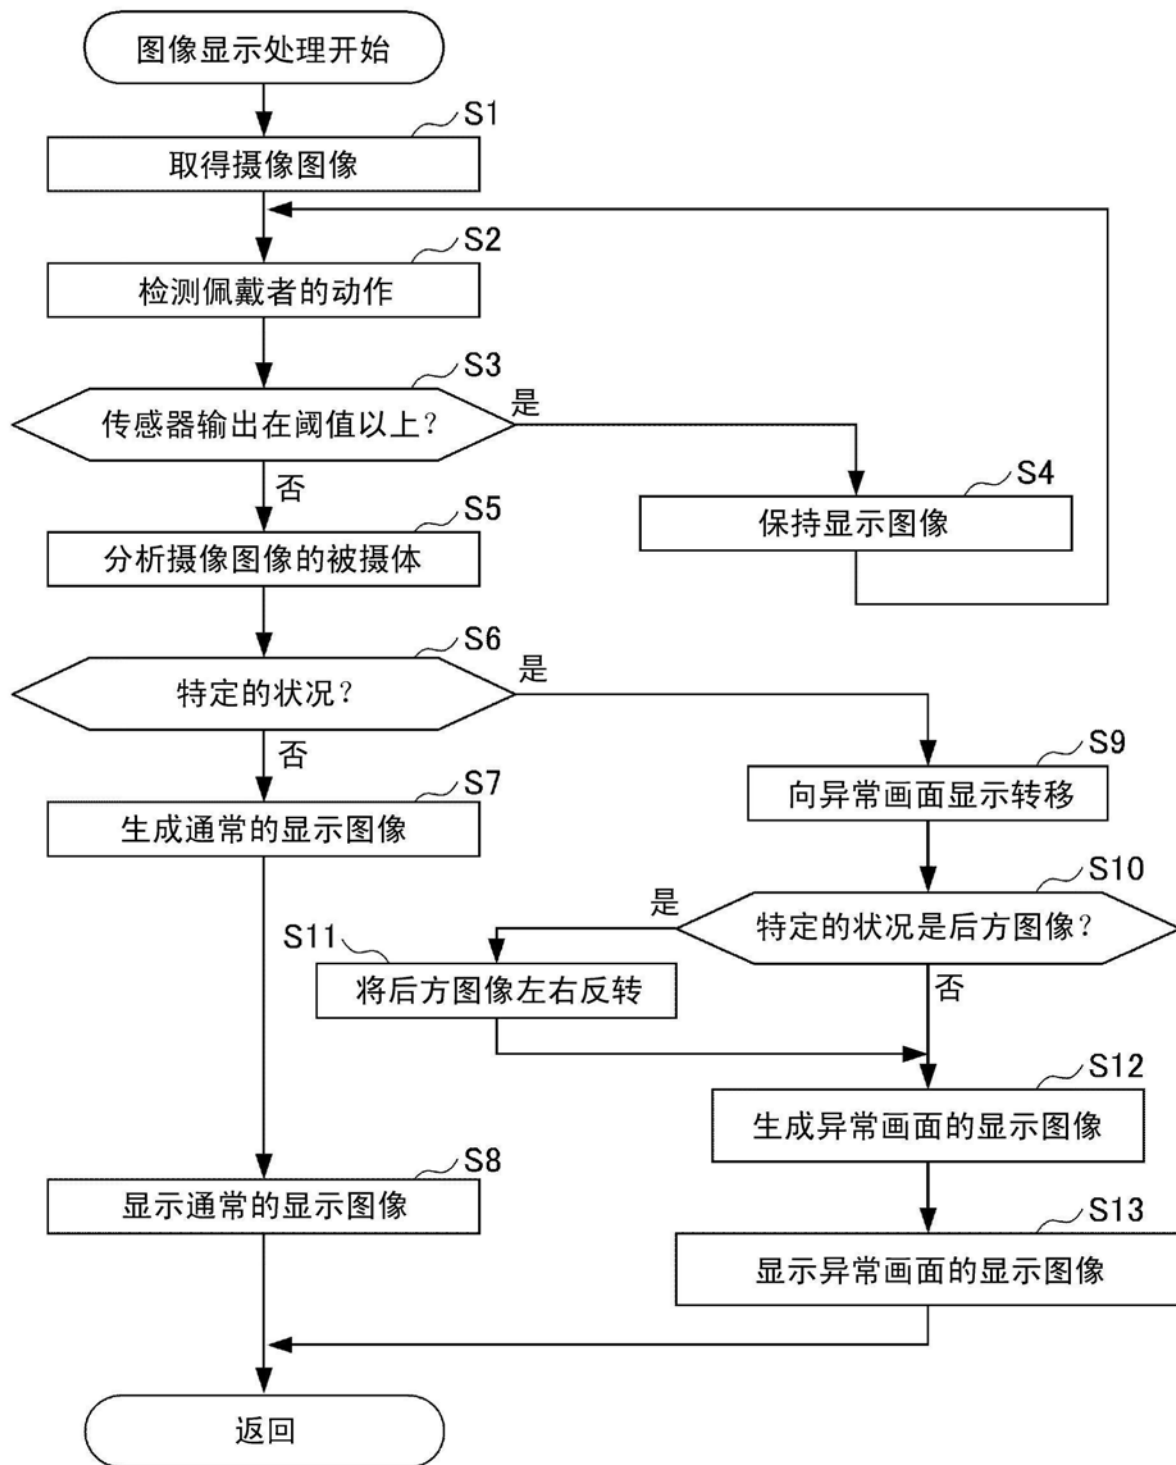 图像显示处理开始
S1
取得摄像图像
S2
检测佩戴者的动作
S3
传感器输出在阈值以上?
是
否
S4
保持显示图像
S5
分析摄像图像的被摄体
S6
特定的状况?
是
否
S7
生成通常的显示图像
S9
向异常画面显示转移
S10
特定的状况是后方图像?
是
否
S11
将后方图像左右反转
S12
生成异常画面的显示图像
S8
显示通常的显示图像
S13
显示异常画面的显示图像
返回